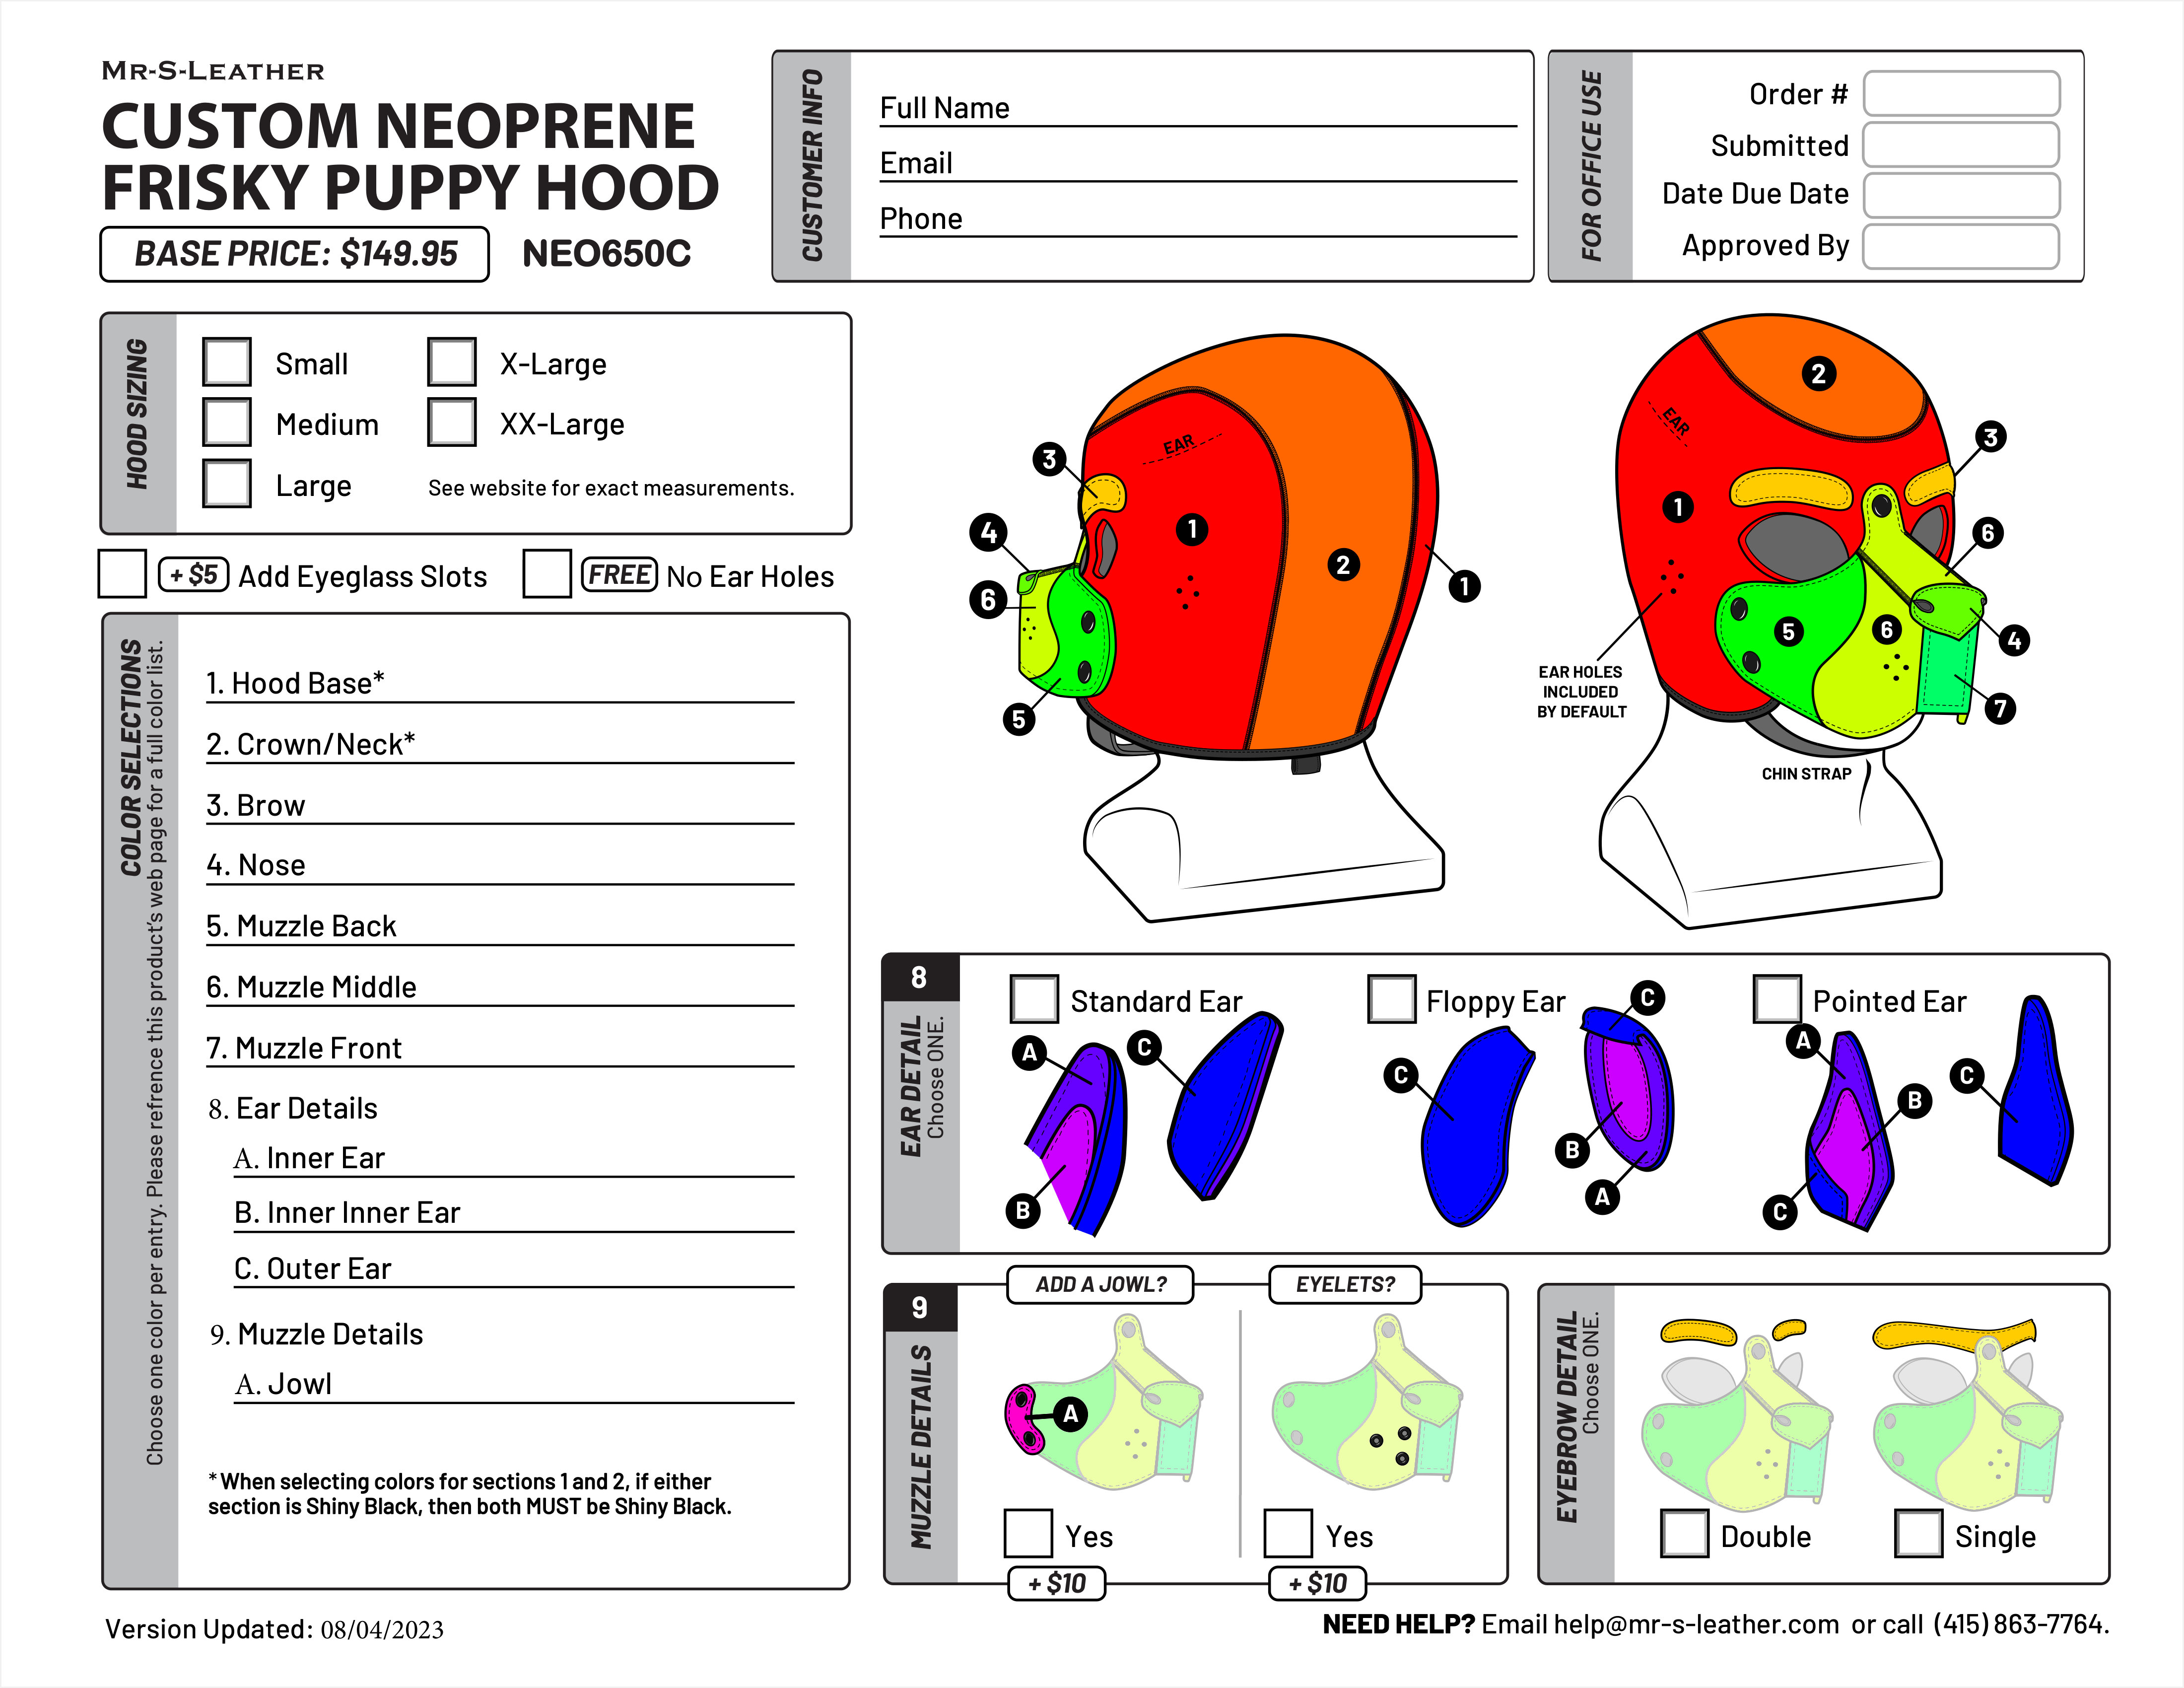 MR-S-LEATHER
CUSTOM NEOPRENE
FRISKY PUPPY HOOD
BASE PRICE: $149.95
NEO650C
CUSTOMER INFO
Full Name
Email
Phone
FOR OFFICE USE
Order #
Submitted
Date Due Date
Approved By
HOOD SIZING
Small
X-Large
Medium
XX-Large
Large
See website for exact measurements.
+ $5 Add Eyeglass Slots
FREE No Ear Holes
COLOR SELECTIONS
Choose one color per entry. Please refrence this product's web page for a full color list.
1. Hood Base*
2. Crown/Neck*
3. Brow
4. Nose
5. Muzzle Back
6. Muzzle Middle
7. Muzzle Front
8. Ear Details
A. Inner Ear
B. Inner Inner Ear
C. Outer Ear
9. Muzzle Details
A. Jowl
*When selecting colors for sections 1 and 2, if either
section is Shiny Black, then both MUST be Shiny Black.
EAR
3
4
6
5
1
2
1
2
EAR
3
1
6
5
6
4
7
EAR HOLES
INCLUDED
BY DEFAULT
CHIN STRAP
8
EAR DETAIL
Choose ONE.
Standard Ear
A
C
B
Floppy Ear
C
C
B
A
Pointed Ear
A
B
C
C
9
MUZZLE DETAILS
ADD A JOWL?
A
Yes
+ $10
EYELETS?
Yes
+ $10
EYEBROW DETAIL
Choose ONE.
Double
Single
Version Updated: 08/04/2023
NEED HELP? Email help@mr-s-leather.com or call (415) 863-7764.